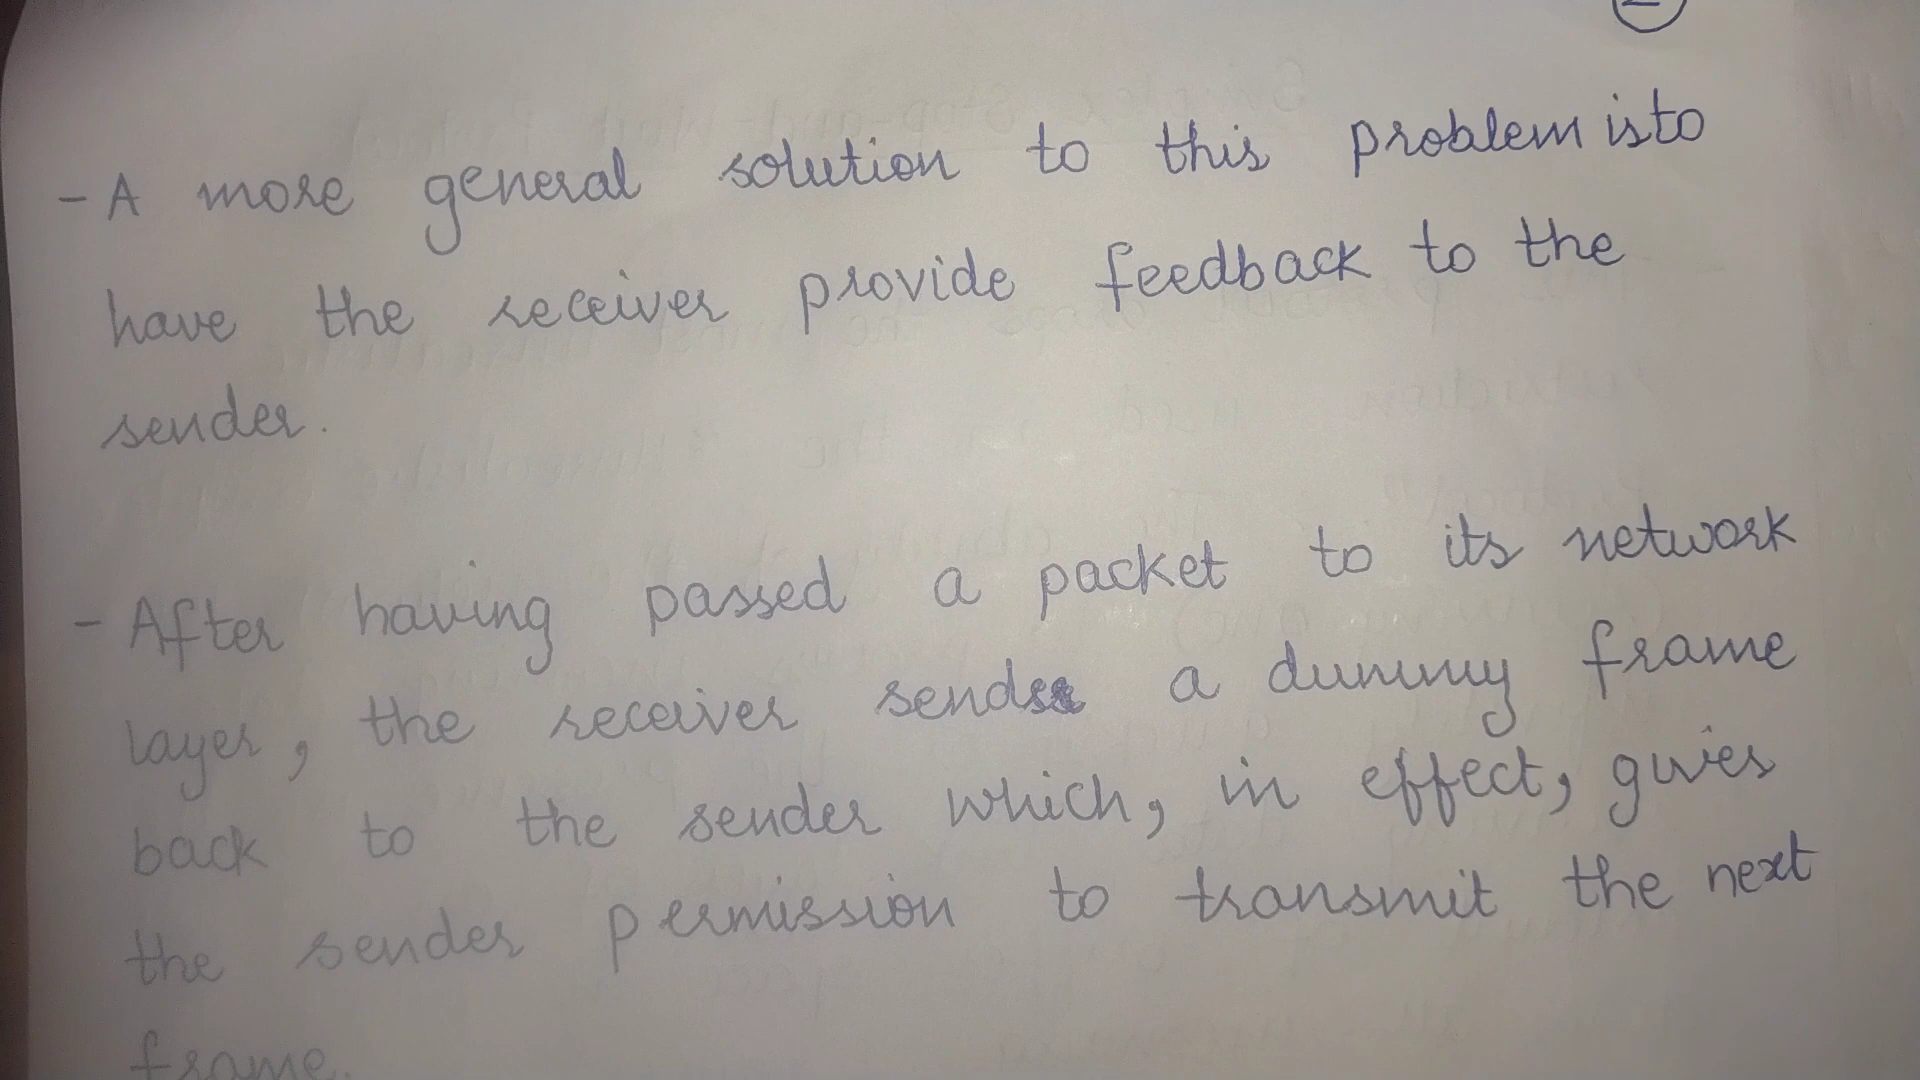 - A more general solution to this problem is to
have the receiver provide feedback to the
sender.
- After having passed a packet to its network
layer, the receiver sends a dummy frame
back to the sender which, in effect, gives
the sender permission to transmit the next
frame.